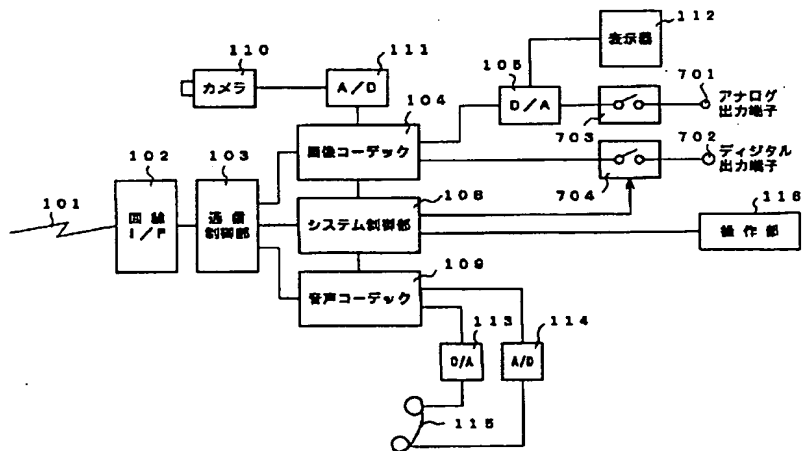 112
表示器
110
カメラ
111
A/D
105
D/A
701
アナログ
出力端子
104
画像コーデック
703
702
ディジタル
出力端子
704
102
回線
I/F
103
通信
制御部
101
108
システム制御部
116
操作部
109
音声コーデック
113
D/A
114
A/D
115